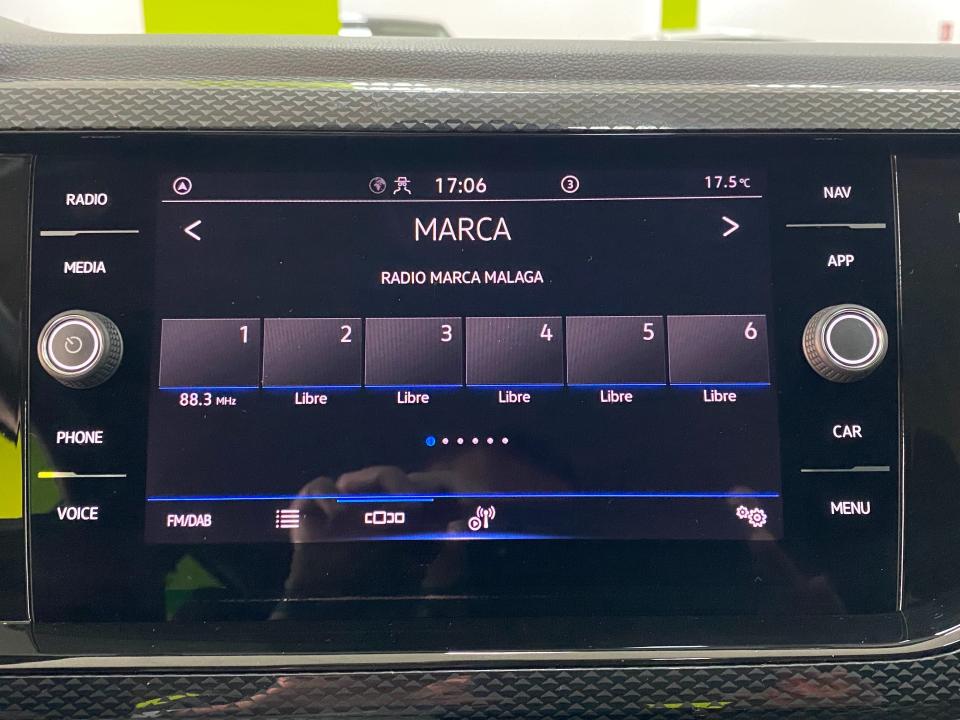 RADIO
MEDIA
PHONE
VOICE
17:06
3
17.5°C
< MARCA >
RADIO MARCA MALAGA
1 2 3 4 5 6
88.3 MHz Libre Libre Libre Libre Libre
FM/DAB
NAV
APP
CAR
MENU